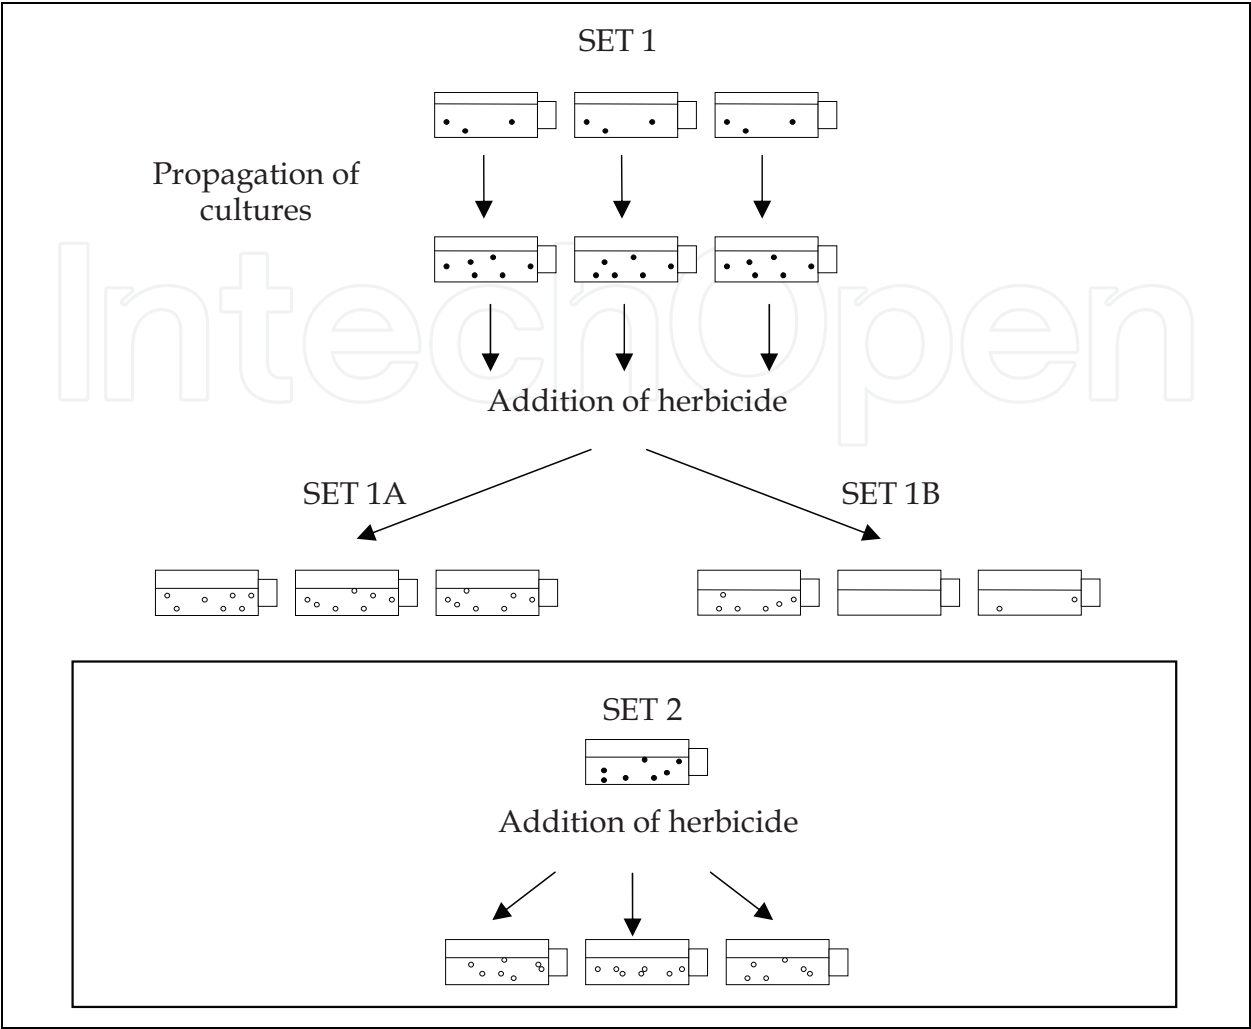 SET 1
Propagation of
cultures
IntechOpen
Addition of herbicide
SET 1A
SET 1B
SET 2
Addition of herbicide